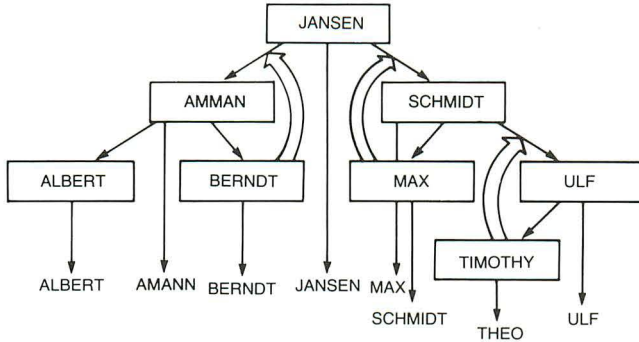 JANSEN
AMMAN SCHMIDT
ALBERT BERNDT MAX ULF
TIMOTHY
ALBERT AMANN BERNDT JANSEN MAX
SCHMIDT THEO ULF